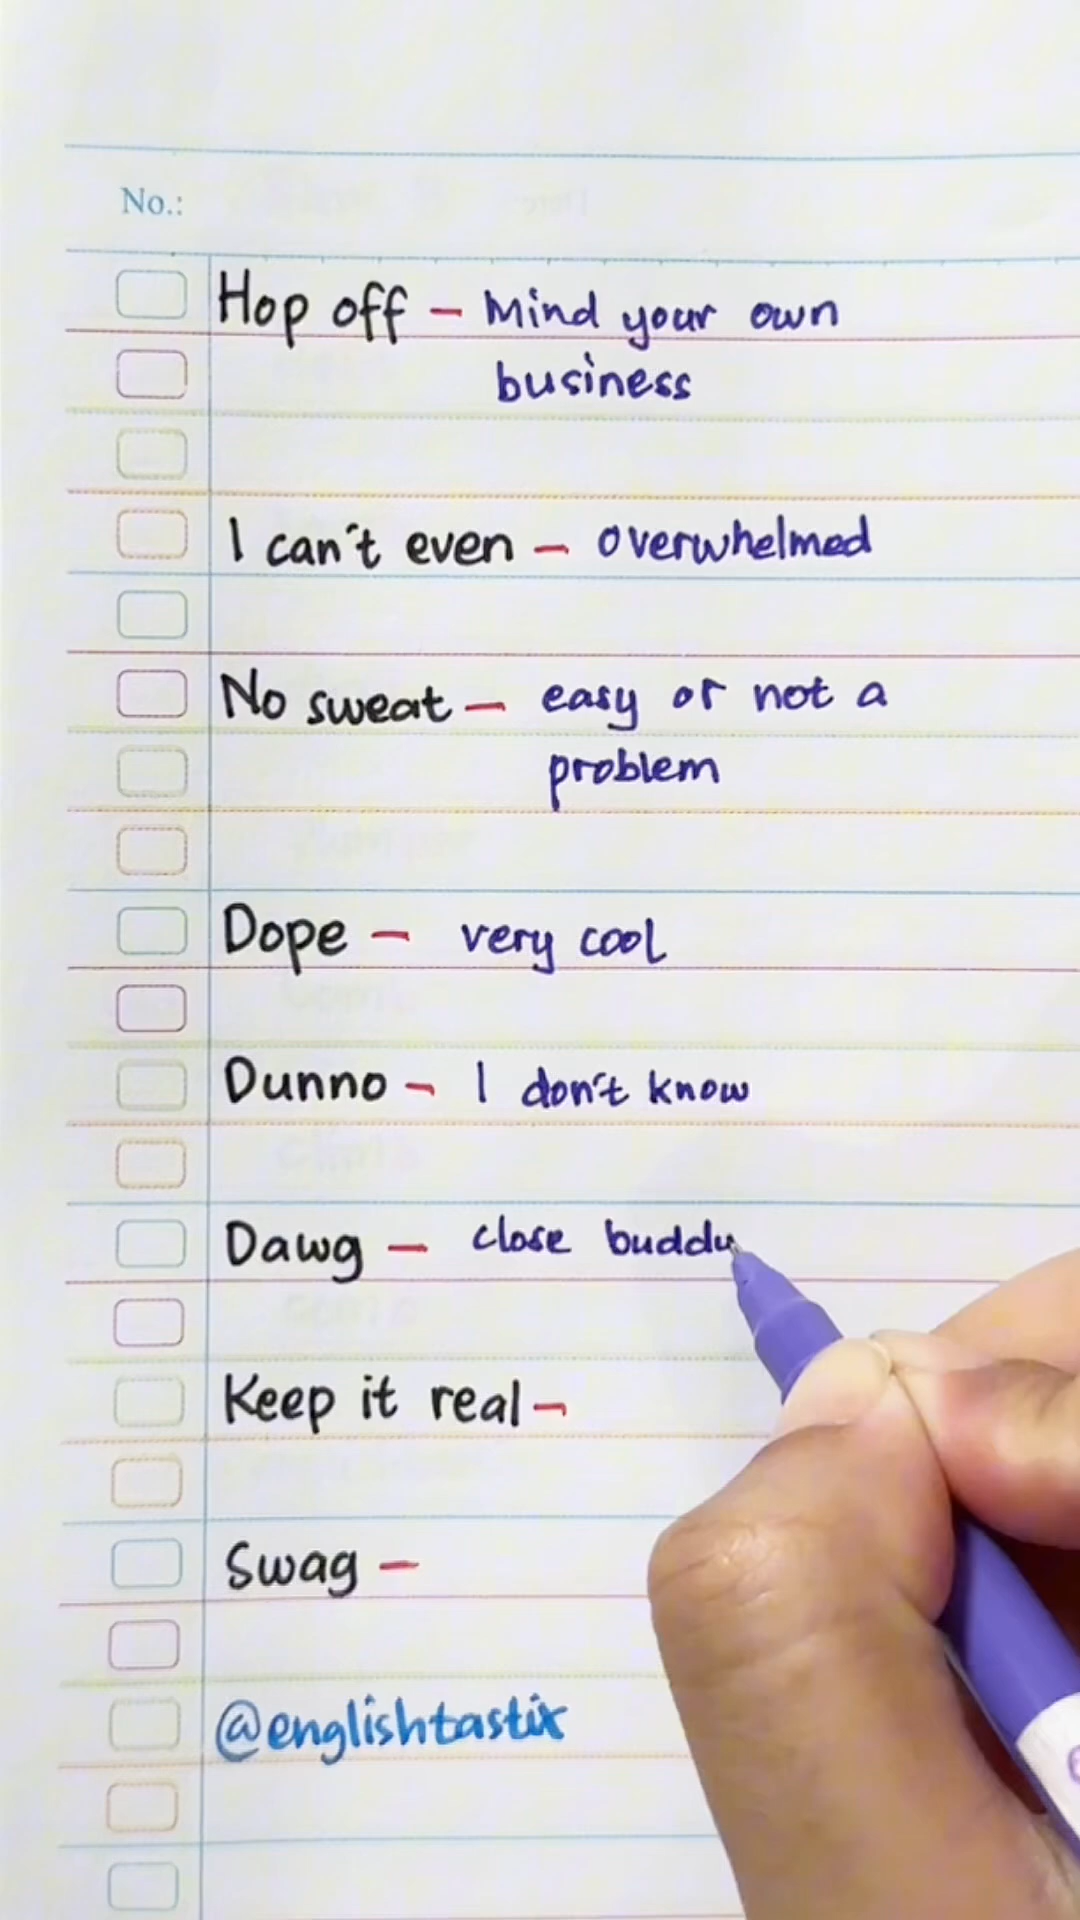 No.:
Hop off - Mind your own
business
I can't even - overwhelmed
No sweat - easy or not a
problem
Dope - very cool
Dunno - I don't know
Dawg - close buddy
Keep it real -
Swag -
@englishtastix